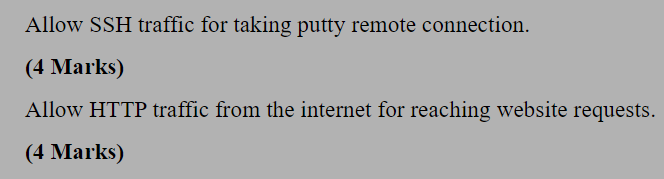 Allow SSH traffic for taking putty remote connection.
(4 Marks)
Allow HTTP traffic from the internet for reaching website requests.
(4 Marks)